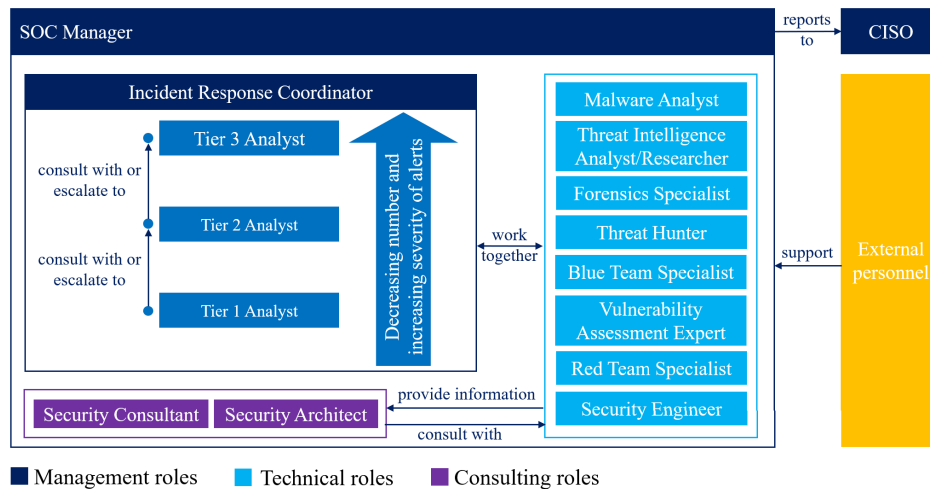 SOC Manager
reports
to
CISO
Incident Response Coordinator
Tier 3 Analyst
consult with or
escalate to
Tier 2 Analyst
consult with or
escalate to
Tier 1 Analyst
Decreasing number and
increasing severity of alerts
work
together
Malware Analyst
Threat Intelligence
Analyst/Researcher
Forensics Specialist
Threat Hunter
Blue Team Specialist
Vulnerability
Assessment Expert
Red Team Specialist
Security Engineer
support
External
personnel
Security Consultant
Security Architect
provide information
consult with
Management roles
Technical roles
Consulting roles